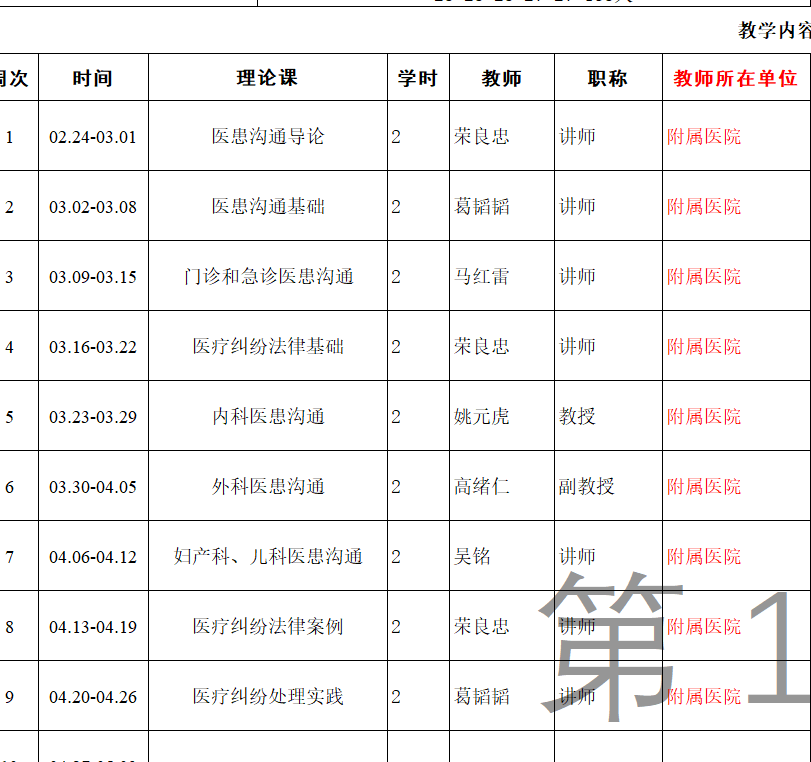 教学内容
周次 时间 理论课 学时 教师 职称 教师所在单位
1 02.24-03.01 医患沟通导论 2 荣良忠 讲师 附属医院
2 03.02-03.08 医患沟通基础 2 葛韬韬 讲师 附属医院
3 03.09-03.15 门诊和急诊医患沟通 2 马红雷 讲师 附属医院
4 03.16-03.22 医疗纠纷法律基础 2 荣良忠 讲师 附属医院
5 03.23-03.29 内科医患沟通 2 姚元虎 教授 附属医院
6 03.30-04.05 外科医患沟通 2 高绪仁 副教授 附属医院
7 04.06-04.12 妇产科、儿科医患沟通 2 吴铭 讲师 附属医院
8 04.13-04.19 医疗纠纷法律案例 2 荣良忠 讲师 附属医院
9 04.20-04.26 医疗纠纷处理实践 2 葛韬韬 讲师 附属医院
第 1